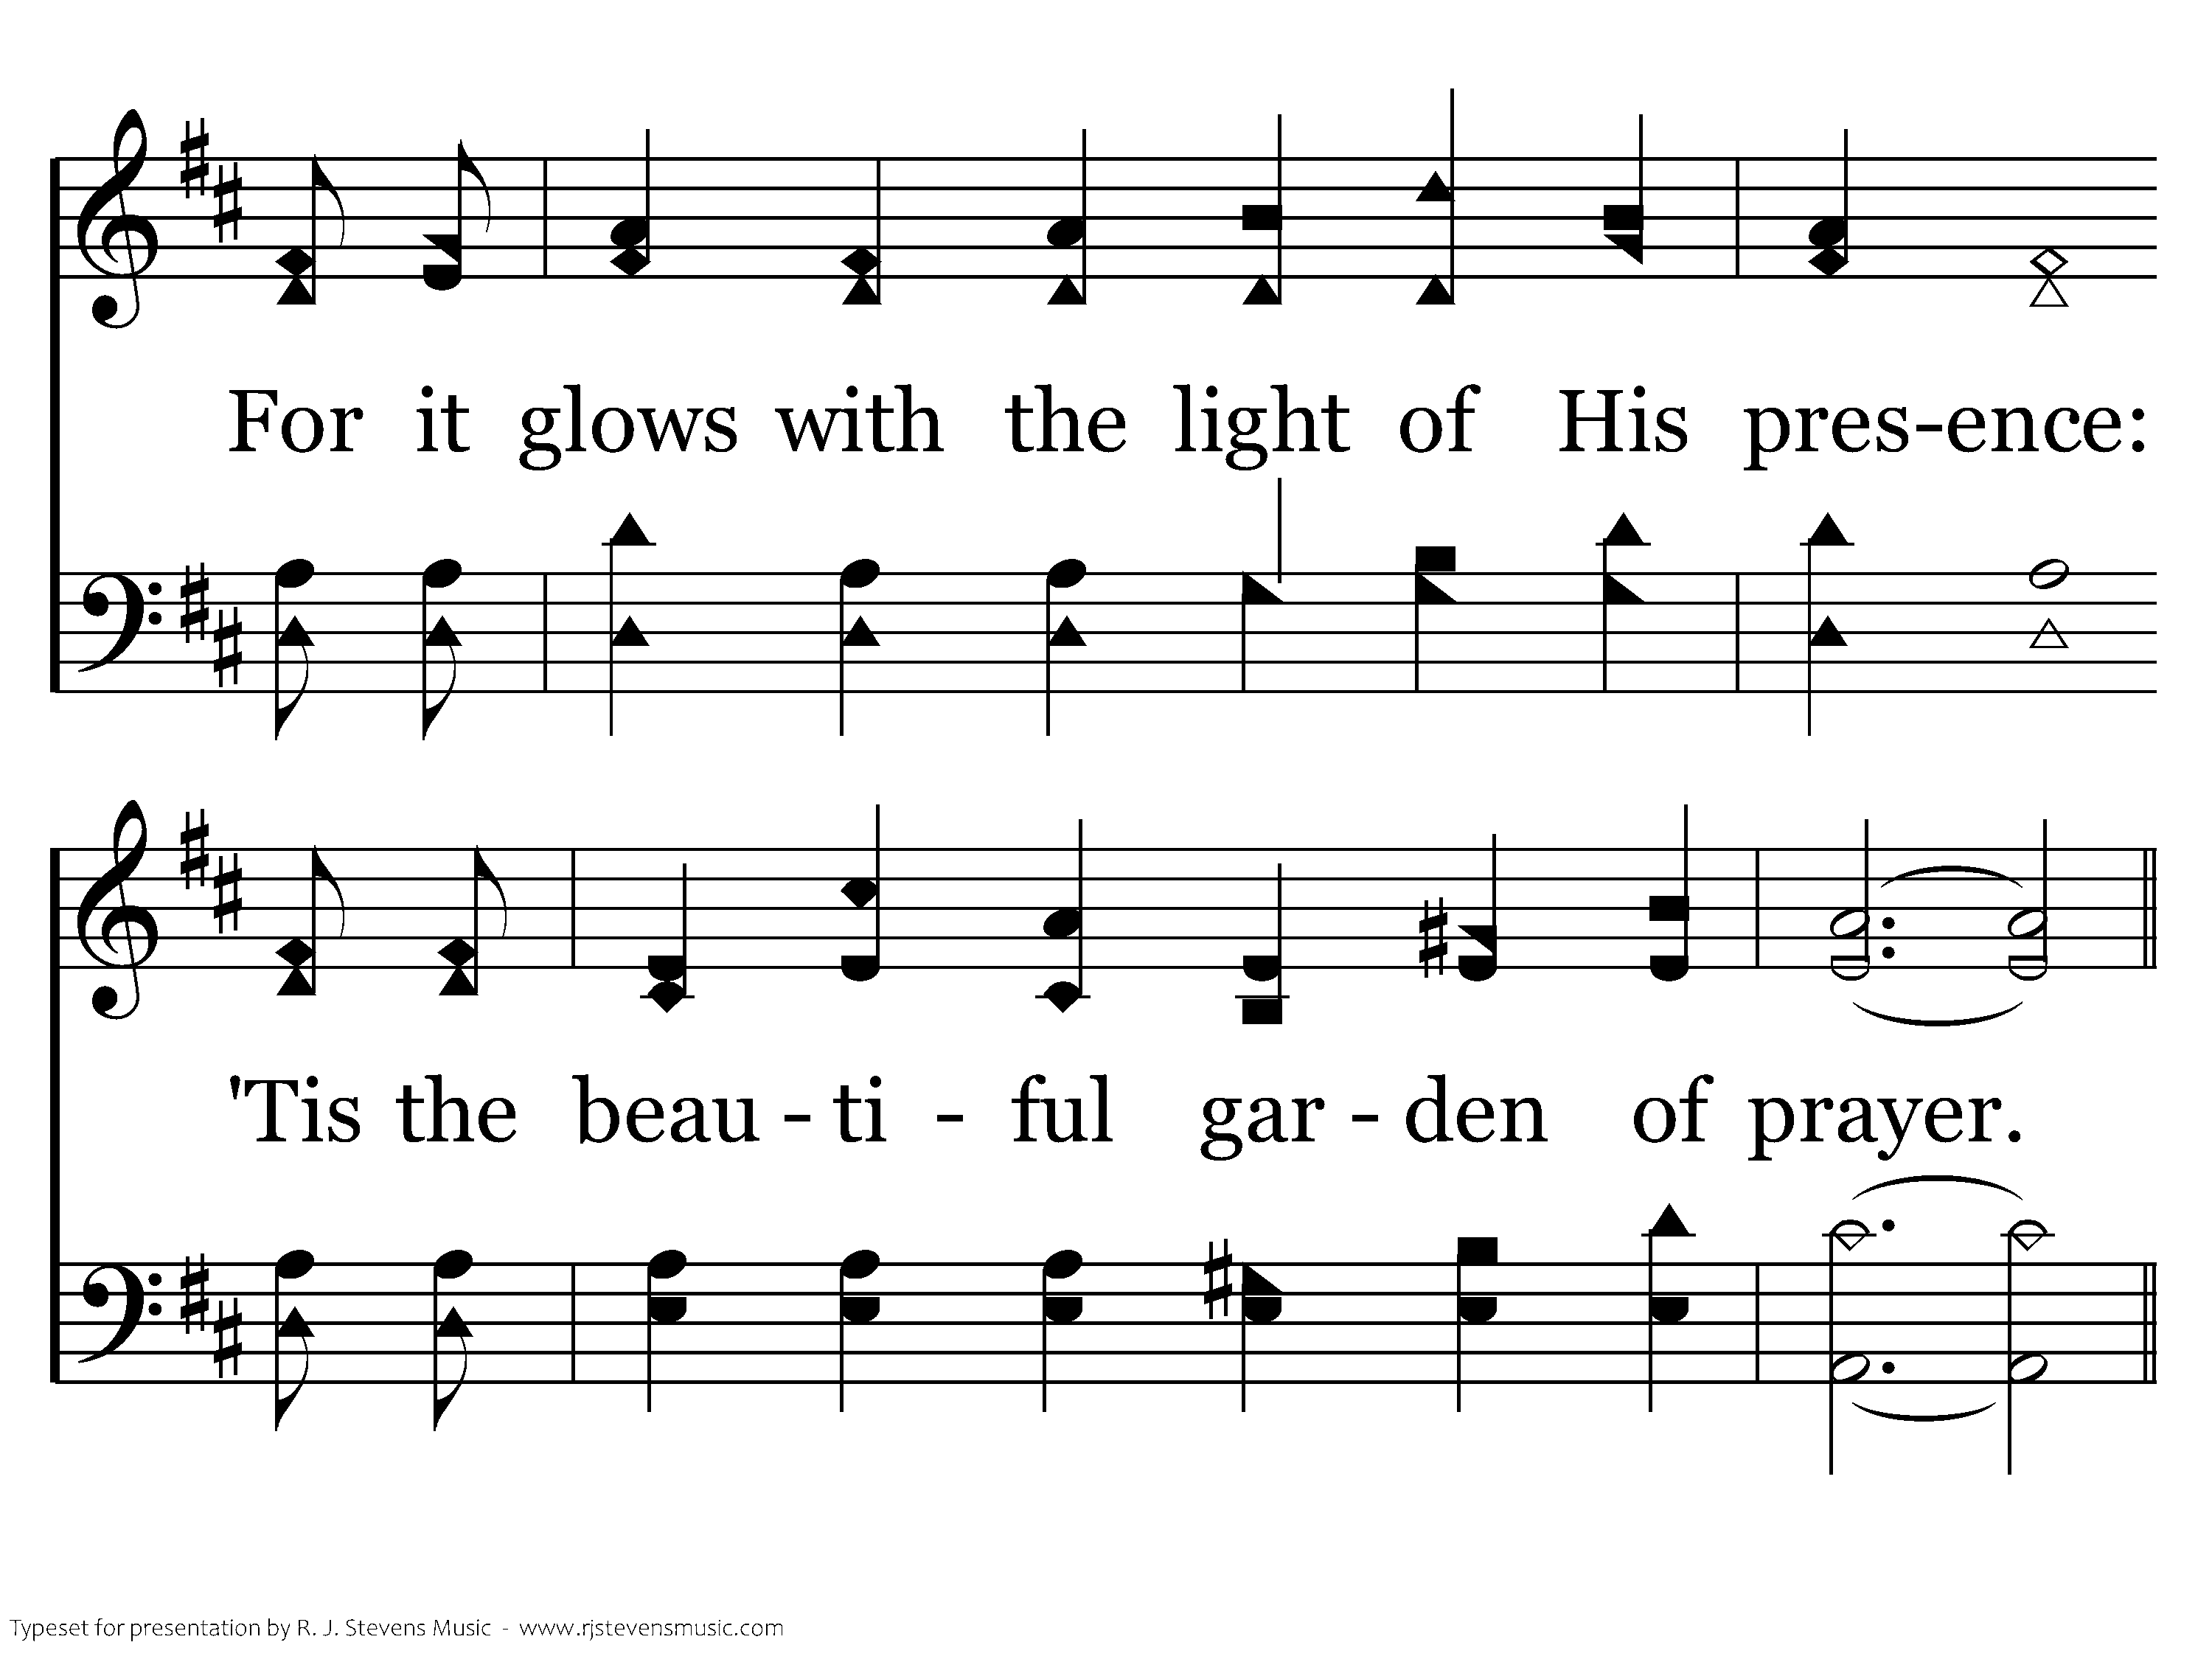 For it glows with the light of His pres-ence:
'Tis the beau - ti - ful gar - den of prayer.
Typeset for presentation by R. J. Stevens Music - www.rjstevensmusic.com